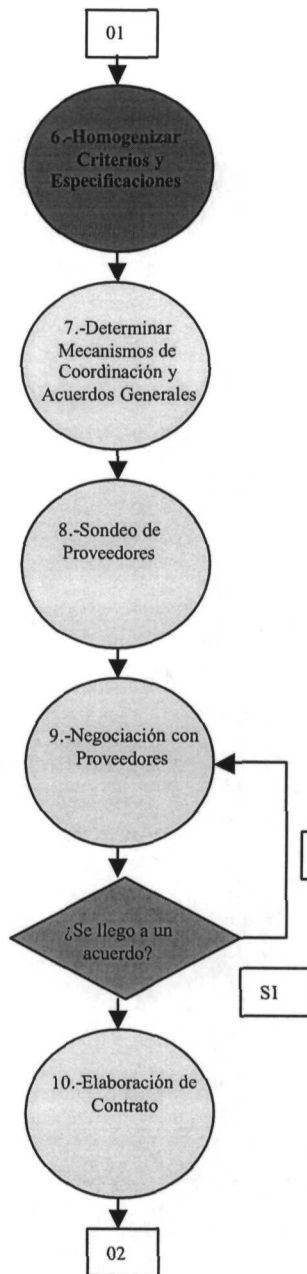 01
6.-Homogenizar
Criterios y
Especificaciones
7.-Determinar
Mecanismos de
Coordinación y
Acuerdos Generales
8.-Sondeo de
Proveedores
9.-Negociación con
Proveedores
¿Se llego a un
acuerdo?
SI
10.-Elaboración de
Contrato
02